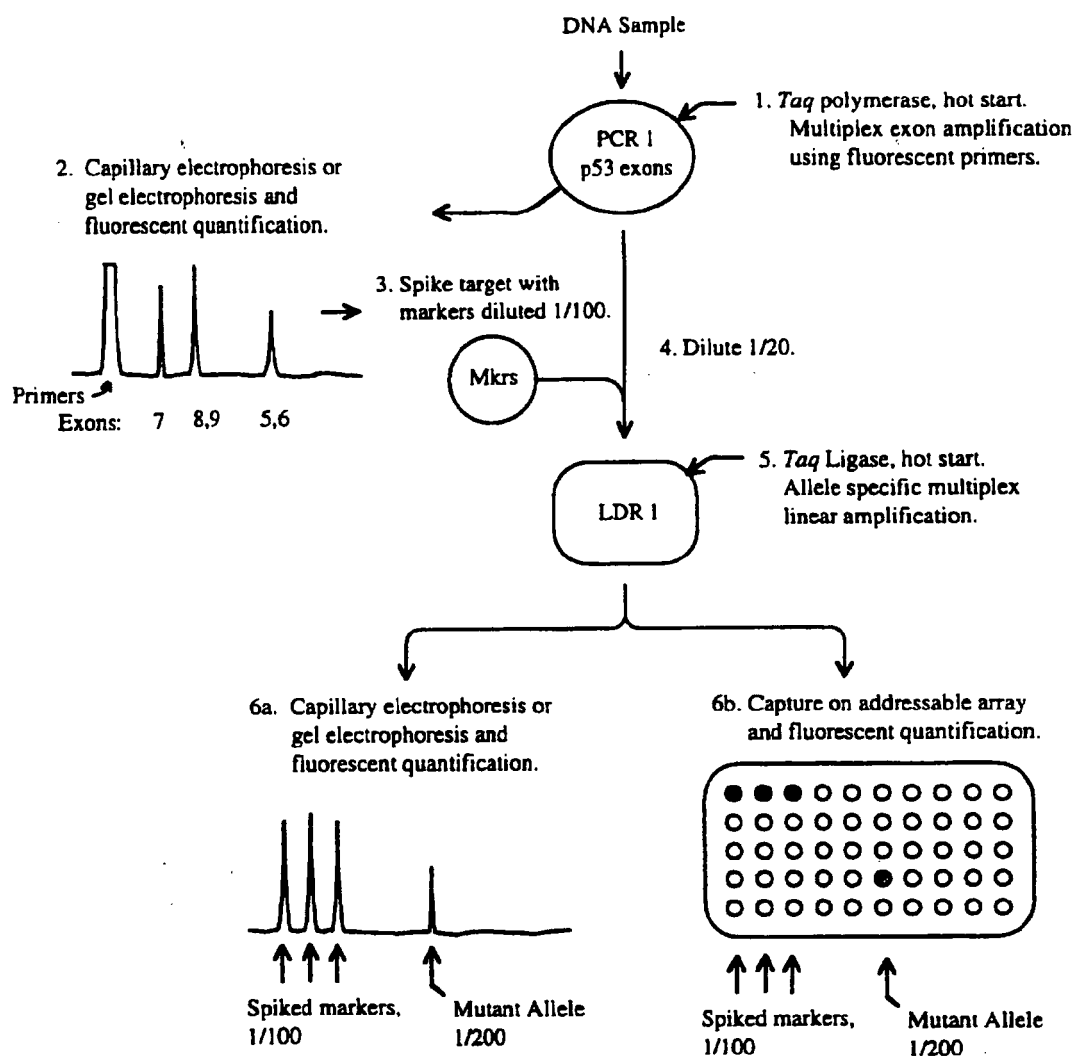 DNA Sample
1. Taq polymerase, hot start.
Multiplex exon amplification
using fluorescent primers.
PCR 1
p53 exons
2. Capillary electrophoresis or
gel electrophoresis and
fluorescent quantification.
3. Spike target with
markers diluted 1/100.
4. Dilute 1/20.
Mkrs
Primers
Exons: 7 8,9 5,6
5. Taq Ligase, hot start.
Allele specific multiplex
linear amplification.
LDR 1
6a. Capillary electrophoresis or
gel electrophoresis and
fluorescent quantification.
6b. Capture on addressable array
and fluorescent quantification.
Spiked markers,
1/100
Mutant Allele
1/200
Spiked markers,
1/100
Mutant Allele
1/200